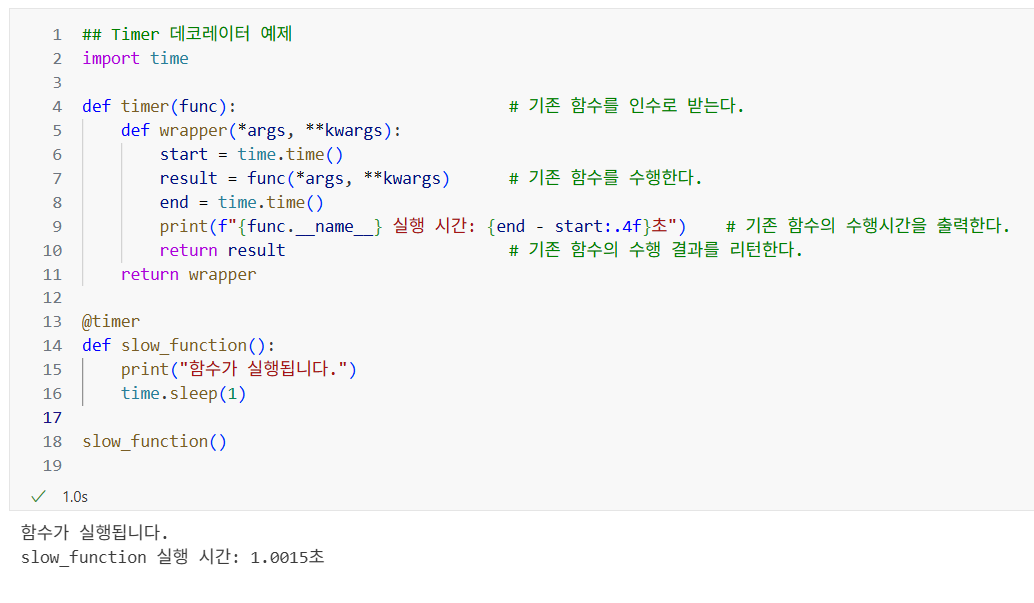 1 ## Timer 데코레이터 예제
2 import time
3
4 def timer(func): # 기존 함수를 인수로 받는다.
5 def wrapper(*args, **kwargs):
6 start = time.time()
7 result = func(*args, **kwargs) # 기존 함수를 수행한다.
8 end = time.time()
9 print(f"{func.__name__} 실행 시간: {end - start:.4f}초") # 기존 함수의 수행시간을 출력한다.
10 return result # 기존 함수의 수행 결과를 리턴한다.
11 return wrapper
12
13 @timer
14 def slow_function():
15 print("함수가 실행됩니다.")
16 time.sleep(1)
17
18 slow_function()
19
✓ 1.0s
함수가 실행됩니다.
slow_function 실행 시간: 1.0015초